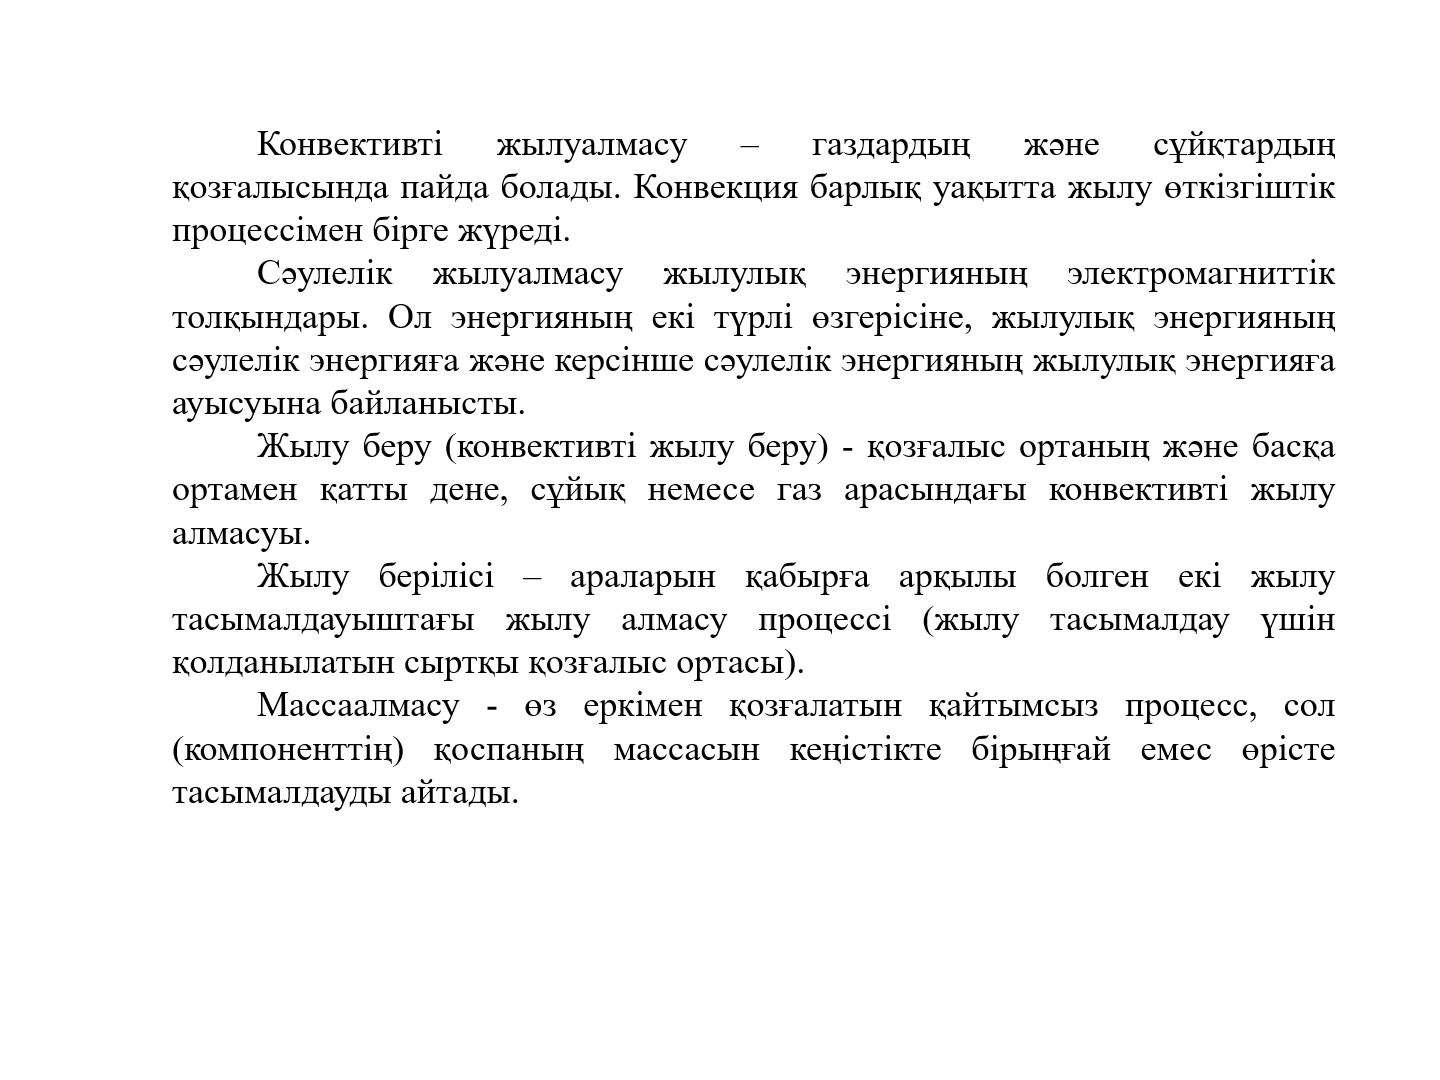 Конвективті жылуалмасу – газдардың және сұйқтардың
қозғалысында пайда болады. Конвекция барлық уақытта жылу өткізгіштік
процессімен бірге жүреді.
Сәулелік жылуалмасу жылулық энергияның электромагниттік
толқындары. Ол энергияның екі түрлі өзгерісіне, жылулық энергияның
сәулелік энергияға және керсінше сәулелік энергияның жылулық энергияға
ауысуына байланысты.
Жылу беру (конвективті жылу беру) - қозғалыс ортаның және басқа
ортамен қатты дене, сұйық немесе газ арасындағы конвективті жылу
алмасуы.
Жылу берілісі – араларын қабырға арқылы болген екі жылу
тасымалдауыштағы жылу алмасу процессі (жылу тасымалдау үшін
қолданылатын сыртқы қозғалыс ортасы).
Массаалмасу - өз еркімен қозғалатын қайтымсыз процесс, сол
(компоненттің) қоспаның массасын кеңістікте бірыңғай емес өрісте
тасымалдауды айтады.